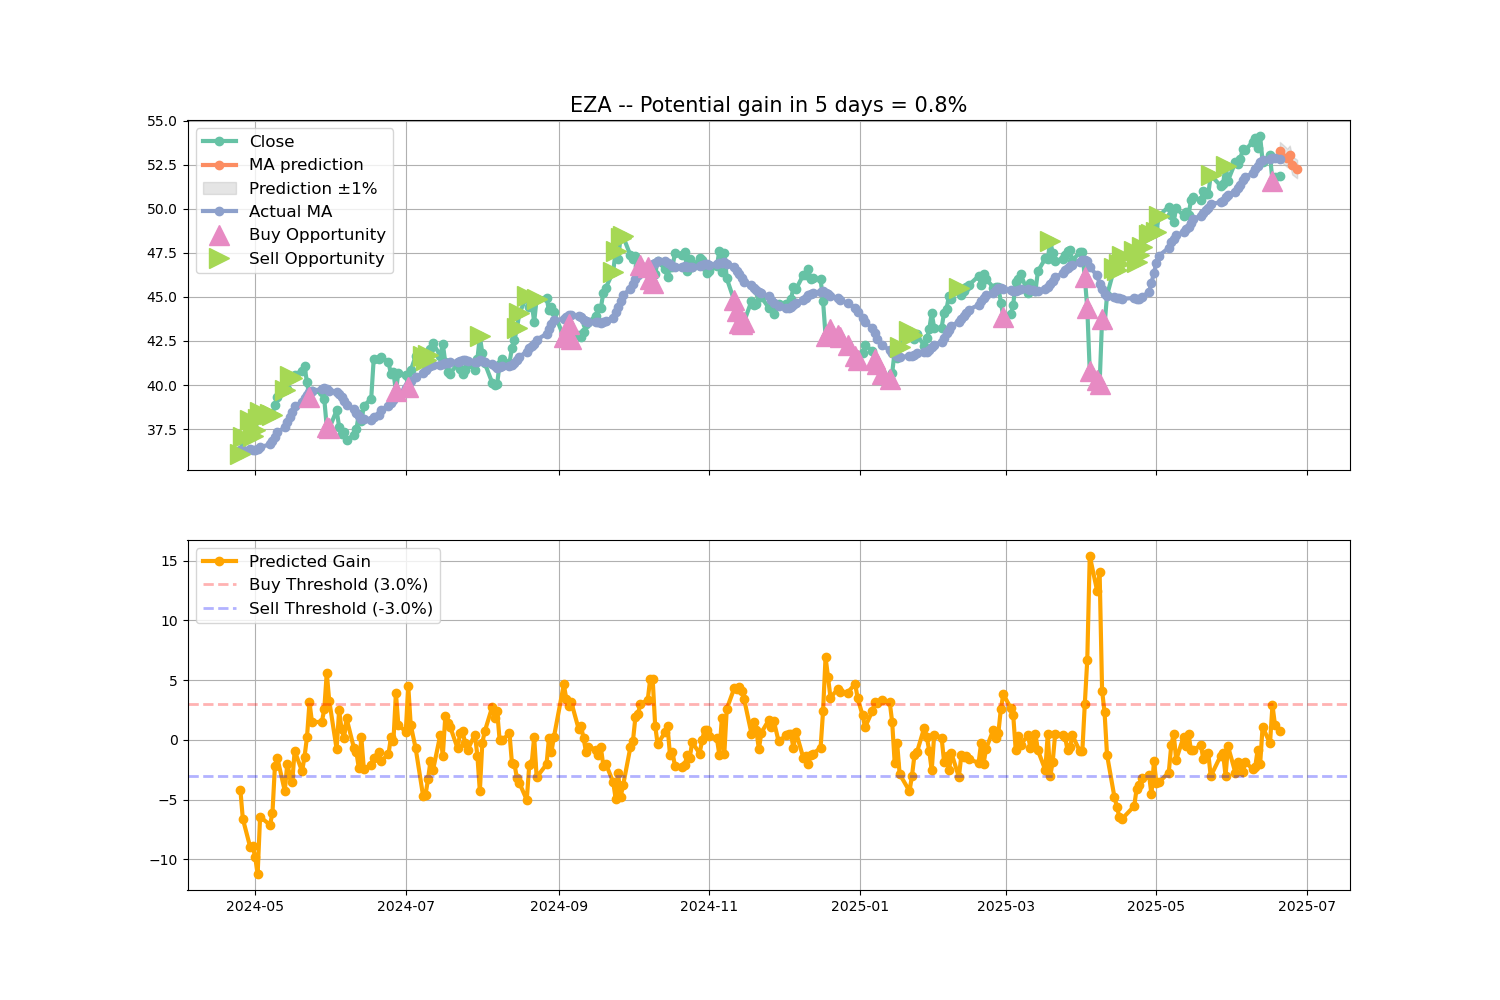 EZA -- Potential gain in 5 days = 0.8%
55.0
52.5
50.0
47.5
45.0
42.5
40.0
37.5
Close
MA prediction
Prediction ±1%
Actual MA
Buy Opportunity
Sell Opportunity
15
10
5
0
−5
−10
Predicted Gain
Buy Threshold (3.0%)
Sell Threshold (-3.0%)
2024-05
2024-07
2024-09
2024-11
2025-01
2025-03
2025-05
2025-07